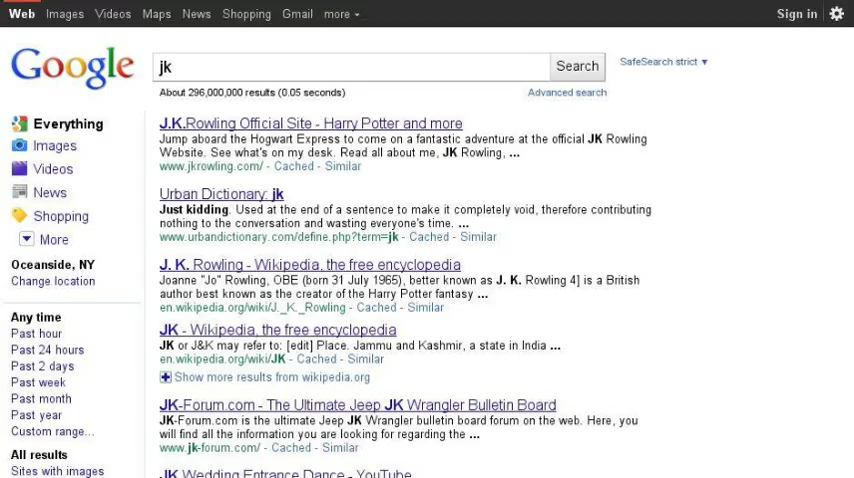 Web Images Videos Maps News Shopping Gmail more
Sign in
Google
jk
Search
SafeSearch strict ▼
About 296,000,000 results (0.05 seconds)
Advanced search
Everything
Images
Videos
News
Shopping
More
Oceanside, NY
Change location
Any time
Past hour
Past 24 hours
Past 2 days
Past week
Past month
Past year
Custom range...
All results
Sites with images
J.K.Rowling Official Site - Harry Potter and more
Jump aboard the Hogwart Express to come on a fantastic adventure at the official JK Rowling
Website. See what's on my desk. Read all about me, JK Rowling, ...
www.jkrowling.com/ - Cached - Similar
Urban Dictionary: jk
Just kidding. Used at the end of a sentence to make it completely void, therefore contributing
nothing to the conversation and wasting everyone's time. ...
www.urbandictionary.com/define.php?term=jk - Cached - Similar
J. K. Rowling - Wikipedia, the free encyclopedia
Joanne "Jo" Rowling, OBE (born 31 July 1965), better known as J. K. Rowling 4] is a British
author best known as the creator of the Harry Potter fantasy ...
en.wikipedia.org/wiki/J._K._Rowling - Cached - Similar
JK - Wikipedia, the free encyclopedia
JK or J&K may refer to: [edit] Place. Jammu and Kashmir, a state in India ...
en.wikipedia.org/wiki/JK - Cached - Similar
Show more results from wikipedia.org
JK-Forum.com - The Ultimate Jeep JK Wrangler Bulletin Board
JK-Forum.com is the ultimate Jeep JK Wrangler bulletin board forum on the web. Here, you
will find all the information you are looking for regarding the ...
www.jk-forum.com/ - Cached - Similar
JK Wedding Entrance Dance - YouTube